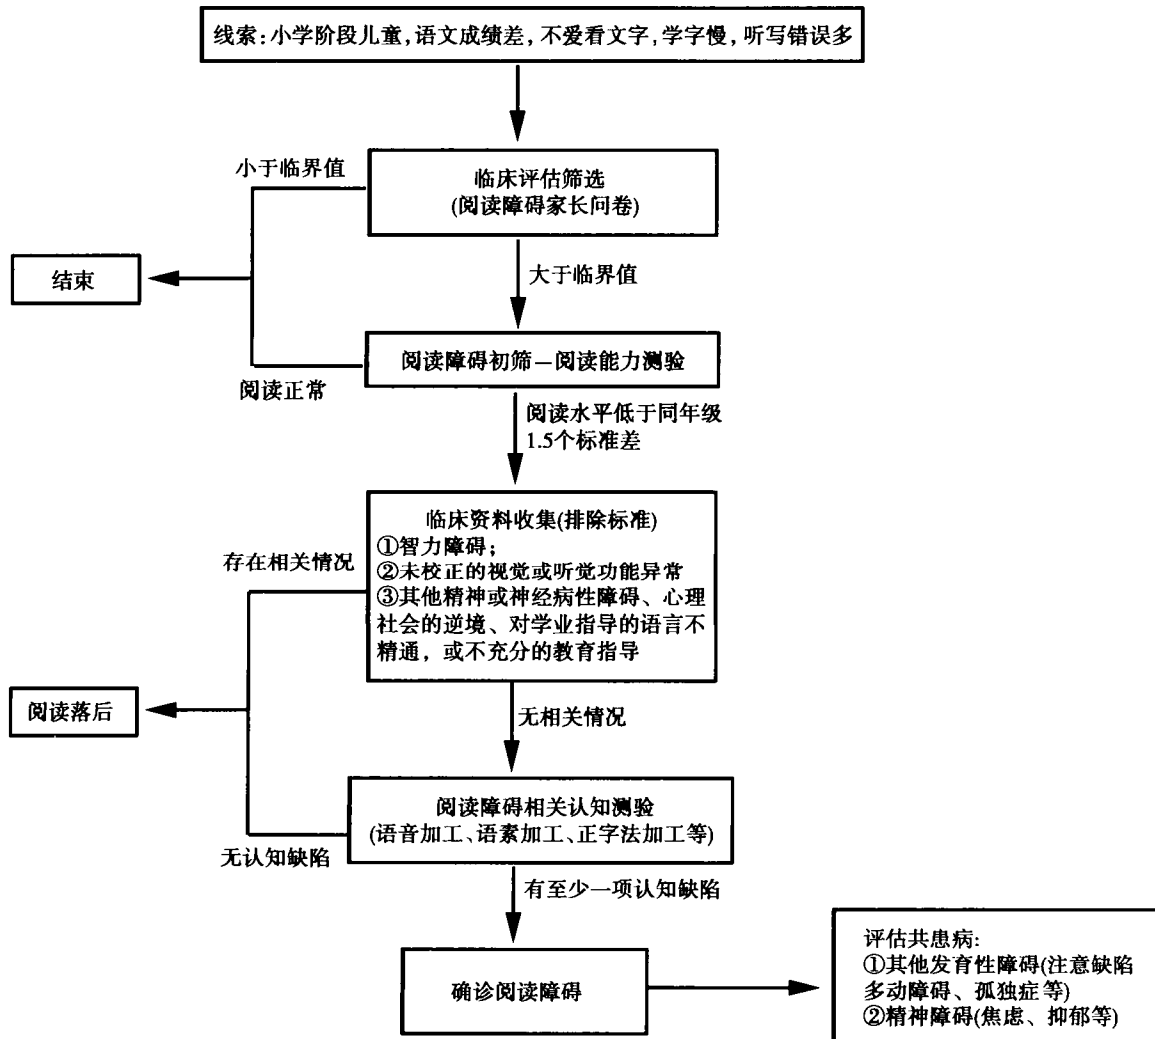 线索:小学阶段儿童,语文成绩差,不爱看文字,学字慢,听写错误多
小于临界值
临床评估筛选
(阅读障碍家长问卷)
结束
大于临界值
阅读障碍初筛—阅读能力测验
阅读正常
阅读水平低于同年级
1.5个标准差
临床资料收集(排除标准)
①智力障碍;
②未校正的视觉或听觉功能异常
③其他精神或神经病性障碍、心理
社会的逆境、对学业指导的语言不
精通,或不充分的教育指导
存在相关情况
阅读落后
无相关情况
阅读障碍相关认知测验
(语音加工、语素加工、正字法加工等)
无认知缺陷
有至少一项认知缺陷
确诊阅读障碍
评估共患病:
①其他发育性障碍(注意缺陷
多动障碍、孤独症等)
②精神障碍(焦虑、抑郁等)